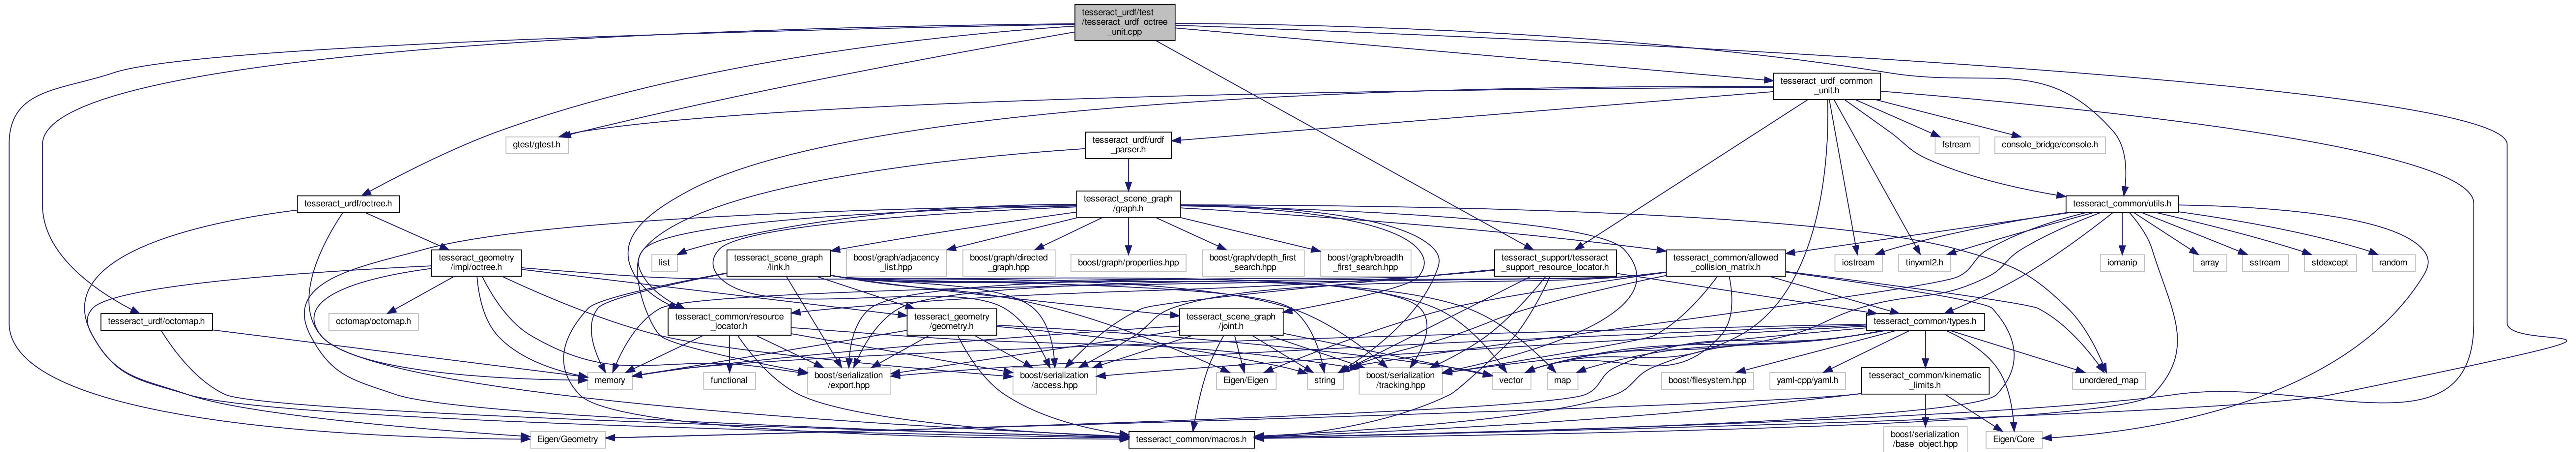 tesseract_urdf/test
/tesseract_urdf_octree
_unit.cpp
tesseract_urdf_common
_unit.h
gtest/gtest.h
tesseract_urdf/urdf
_parser.h
fstream
console_bridge/console.h
tesseract_urdf/octree.h
tesseract_scene_graph
/graph.h
tesseract_common/utils.h
tesseract_geometry
/impl/octree.h
list
tesseract_scene_graph
/link.h
boost/graph/adjacency
_list.hpp
boost/graph/directed
_graph.hpp
boost/graph/properties.hpp
boost/graph/depth_first
_search.hpp
boost/graph/breadth
_first_search.hpp
tesseract_support/tesseract
_support_resource_locator.h
tesseract_common/allowed
_collision_matrix.h
iostream
tinyxml2.h
iomanip
array
sstream
stdexcept
random
tesseract_urdf/octomap.h
octomap/octomap.h
tesseract_common/resource
_locator.h
tesseract_geometry
/geometry.h
tesseract_scene_graph
/joint.h
tesseract_common/types.h
memory
functional
boost/serialization
/export.hpp
boost/serialization
/access.hpp
Eigen/Eigen
string
boost/serialization
/tracking.hpp
vector
map
boost/filesystem.hpp
yaml-cpp/yaml.h
tesseract_common/kinematic
_limits.h
unordered_map
Eigen/Geometry
tesseract_common/macros.h
boost/serialization
/base_object.hpp
Eigen/Core